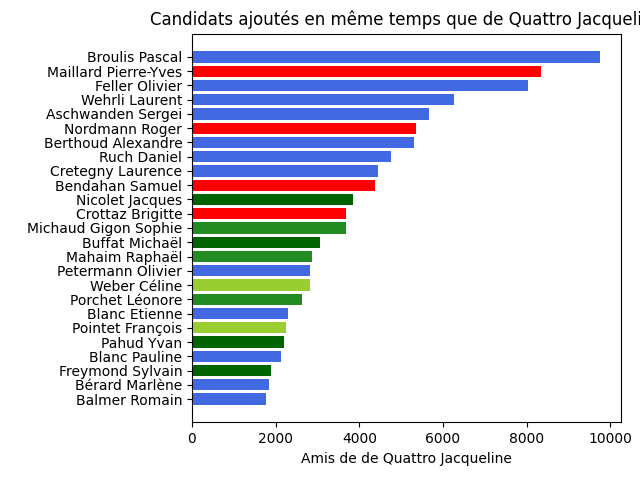 Candidats ajoutés en même temps que de Quattro Jacqueli
Broulis Pascal
Maillard Pierre-Yves
Feller Olivier
Wehrli Laurent
Aschwanden Sergei
Nordmann Roger
Berthoud Alexandre
Ruch Daniel
Cretegny Laurence
Bendahan Samuel
Nicolet Jacques
Crottaz Brigitte
Michaud Gigon Sophie
Buffat Michaël
Mahaim Raphaël
Petermann Olivier
Weber Céline
Porchet Léonore
Blanc Etienne
Pointet François
Pahud Yvan
Blanc Pauline
Freymond Sylvain
Bérard Marlène
Balmer Romain
0 2000 4000 6000 8000 10000
Amis de de Quattro Jacqueline